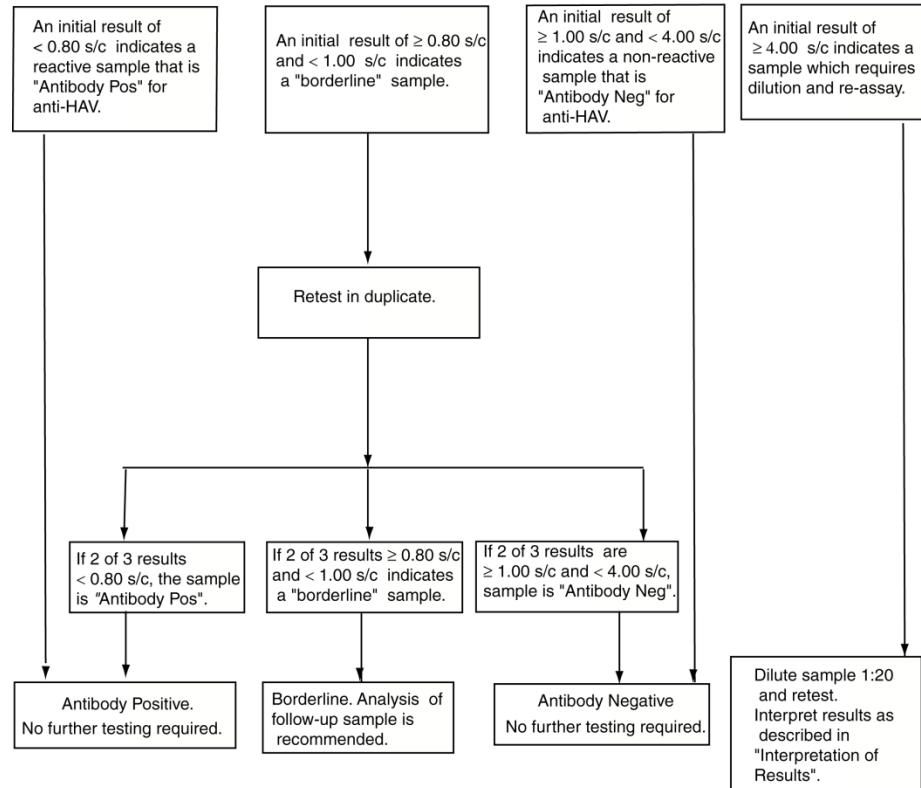 An initial result of
< 0.80 s/c indicates a
reactive sample that is
"Antibody Pos" for
anti-HAV.
An initial result of ≥ 0.80 s/c
and < 1.00 s/c indicates
a "borderline" sample.
An initial result of
≥ 1.00 s/c and < 4.00 s/c
indicates a non-reactive
sample that is
"Antibody Neg" for
anti-HAV.
An initial result of
≥ 4.00 s/c indicates a
sample which requires
dilution and re-assay.
Retest in duplicate.
If 2 of 3 results
< 0.80 s/c, the sample
is "Antibody Pos".
If 2 of 3 results ≥ 0.80 s/c
and < 1.00 s/c indicates
a "borderline" sample.
If 2 of 3 results are
≥ 1.00 s/c and < 4.00 s/c,
sample is "Antibody Neg".
Antibody Positive.
No further testing required.
Borderline. Analysis of
follow-up sample is
recommended.
Antibody Negative
No further testing required.
Dilute sample 1:20
and retest.
Interpret results as
described in
"Interpretation of
Results".